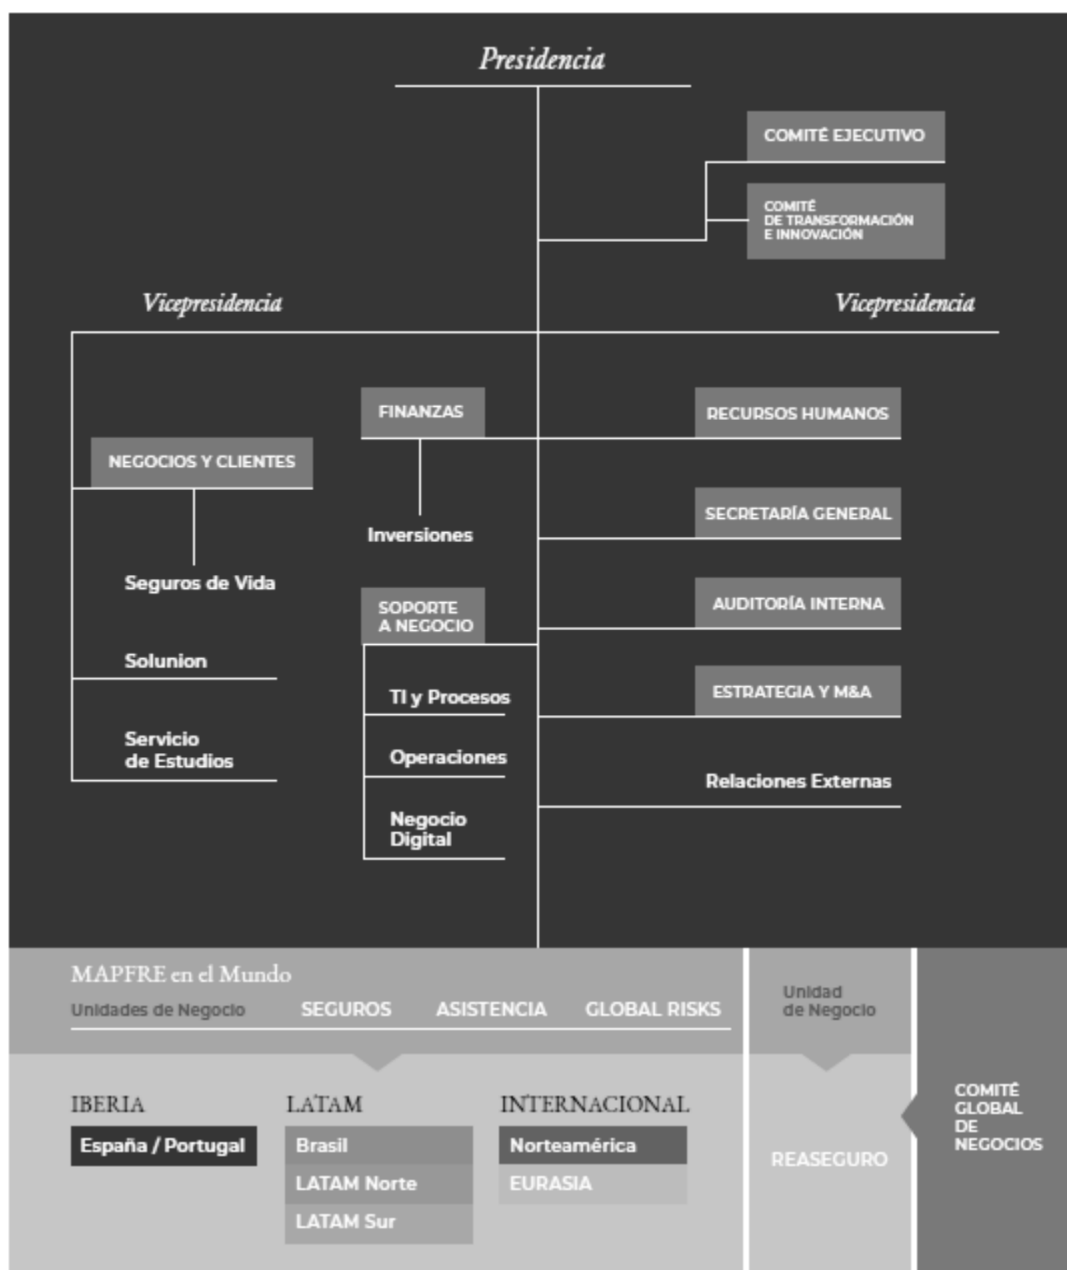 Presidencia
COMITÉ EJECUTIVO
COMITÉ
DE TRANSFORMACIÓN
E INNOVACIÓN
Vicepresidencia
Vicepresidencia
NEGOCIOS Y CLIENTES
Seguros de Vida
Solunion
Servicio
de Estudios
FINANZAS
Inversiones
SOPORTE
A NEGOCIO
TI y Procesos
Operaciones
Negocio
Digital
RECURSOS HUMANOS
SECRETARÍA GENERAL
AUDITORÍA INTERNA
ESTRATEGIA Y M&A
Relaciones Externas
MAPFRE en el Mundo
Unidades de Negocio
SEGUROS
ASISTENCIA
GLOBAL RISKS
IBERIA
España / Portugal
LATAM
Brasil
LATAM Norte
LATAM Sur
INTERNACIONAL
Norteamérica
EURASIA
Unidad
de Negocio
REASEGURO
COMITÉ
GLOBAL
DE
NEGOCIOS